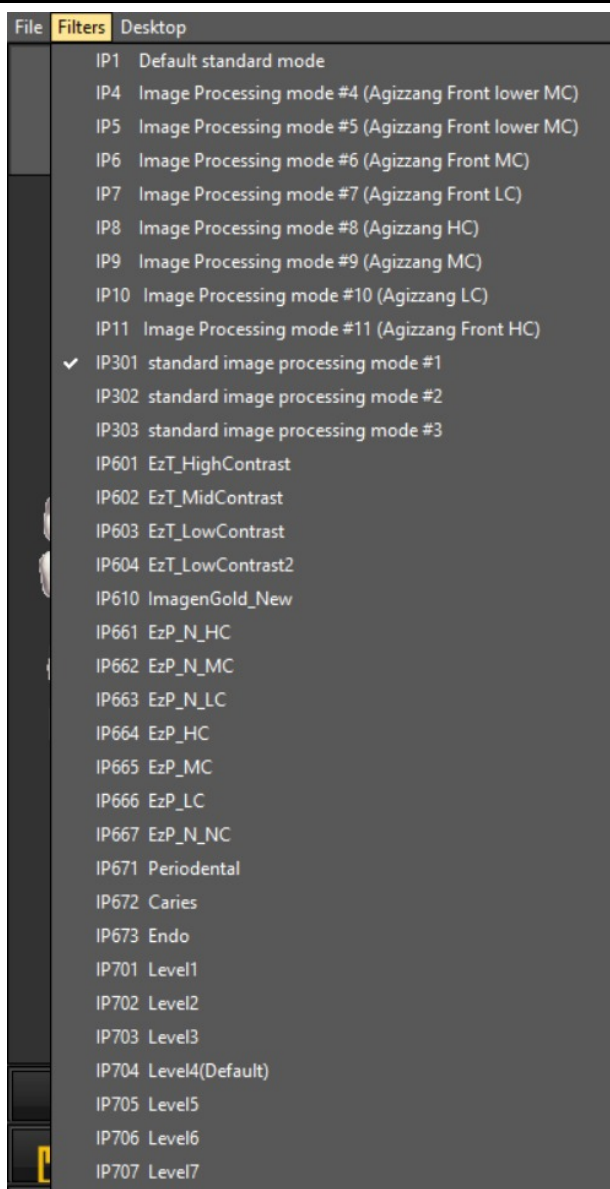 File Filters Desktop
IP1 Default standard mode
IP4 Image Processing mode #4 (Agizzang Front lower MC)
IP5 Image Processing mode #5 (Agizzang Front lower MC)
IP6 Image Processing mode #6 (Agizzang Front MC)
IP7 Image Processing mode #7 (Agizzang Front LC)
IP8 Image Processing mode #8 (Agizzang HC)
IP9 Image Processing mode #9 (Agizzang MC)
IP10 Image Processing mode #10 (Agizzang LC)
IP11 Image Processing mode #11 (Agizzang Front HC)
IP301 standard image processing mode #1
IP302 standard image processing mode #2
IP303 standard image processing mode #3
IP601 EzT_HighContrast
IP602 EzT_MidContrast
IP603 EzT_LowContrast
IP604 EzT_LowContrast2
IP610 ImagenGold_New
IP661 EzP_N_HC
IP662 EzP_N_MC
IP663 EzP_N_LC
IP664 EzP_HC
IP665 EzP_MC
IP666 EzP_LC
IP667 EzP_N_NC
IP671 Periodental
IP672 Caries
IP673 Endo
IP701 Level1
IP702 Level2
IP703 Level3
IP704 Level4(Default)
IP705 Level5
IP706 Level6
IP707 Level7